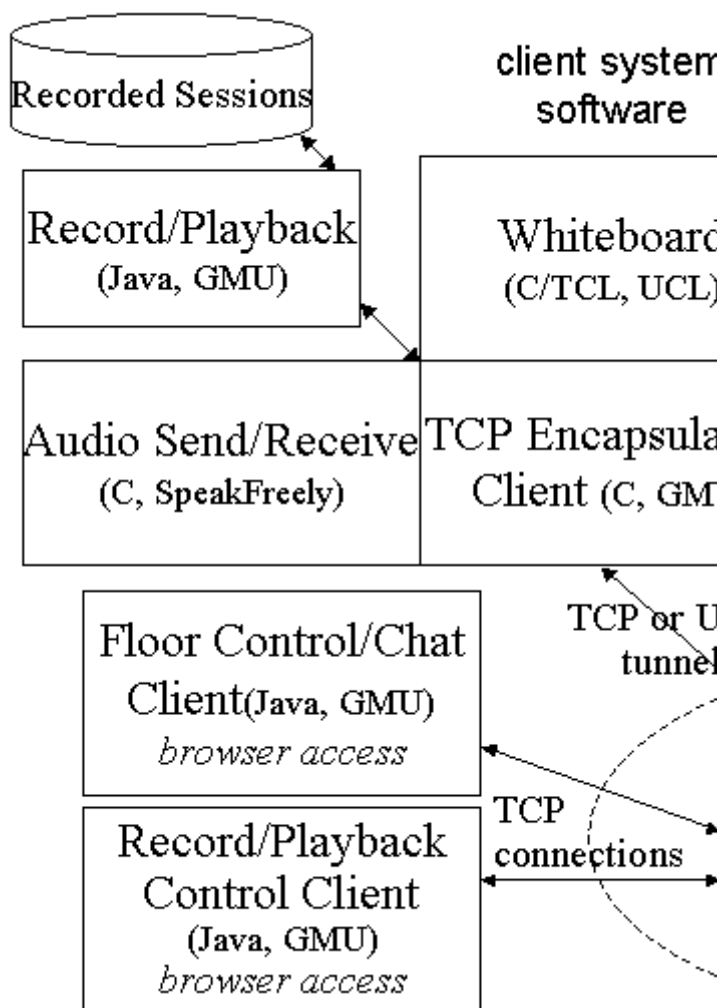 Recorded Sessions
client system
software
Record/Playback
(Java, GMU)
Whiteboard
(C/TCL, UCL)
Audio Send/Receive
(C, SpeakFreely)
TCP Encapsula
Client (C, GM
TCP or U
tunnel
Floor Control/Chat
Client(Java, GMU)
browser access
TCP
connections
Record/Playback
Control Client
(Java, GMU)
browser access